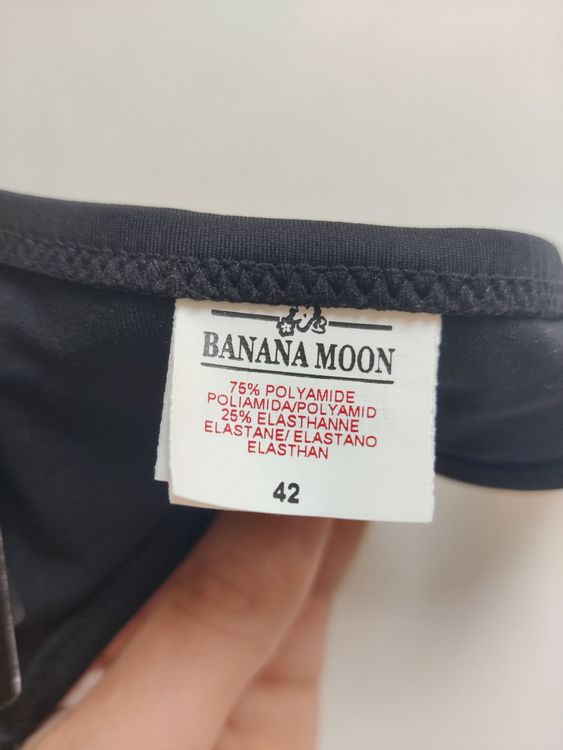 BANANA MOON
75% POLYAMIDE
POLIAMIDA/POLYAMID
25% ELASTHANNE
ELASTANE/ ELASTANO
ELASTHAN
42